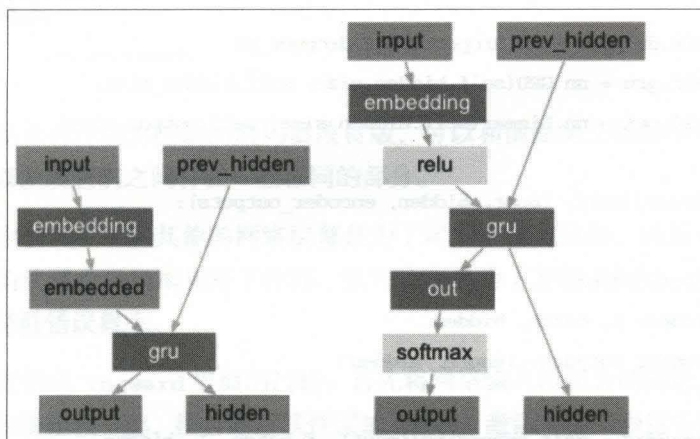 input
prev_hidden
embedding
embedded
gru
output
hidden
input
prev_hidden
embedding
relu
gru
out
softmax
output
hidden